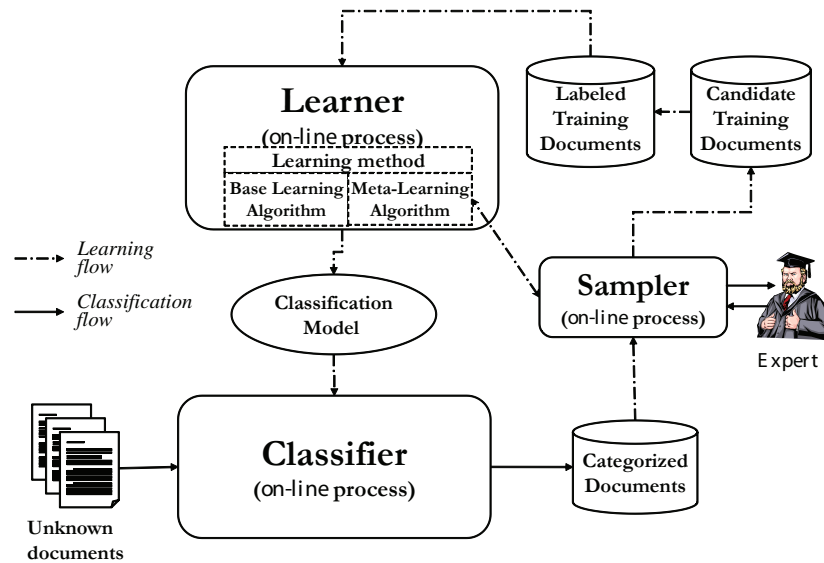 Learner
(on-line process)
Learning method
Base Learning
Algorithm
Meta-Learning
Algorithm
Labeled
Training
Documents
Candidate
Training
Documents
Learning
flow
Classification
flow
Classification
Model
Sampler
(on-line process)
Expert
Classifier
(on-line process)
Categorized
Documents
Unknown
documents